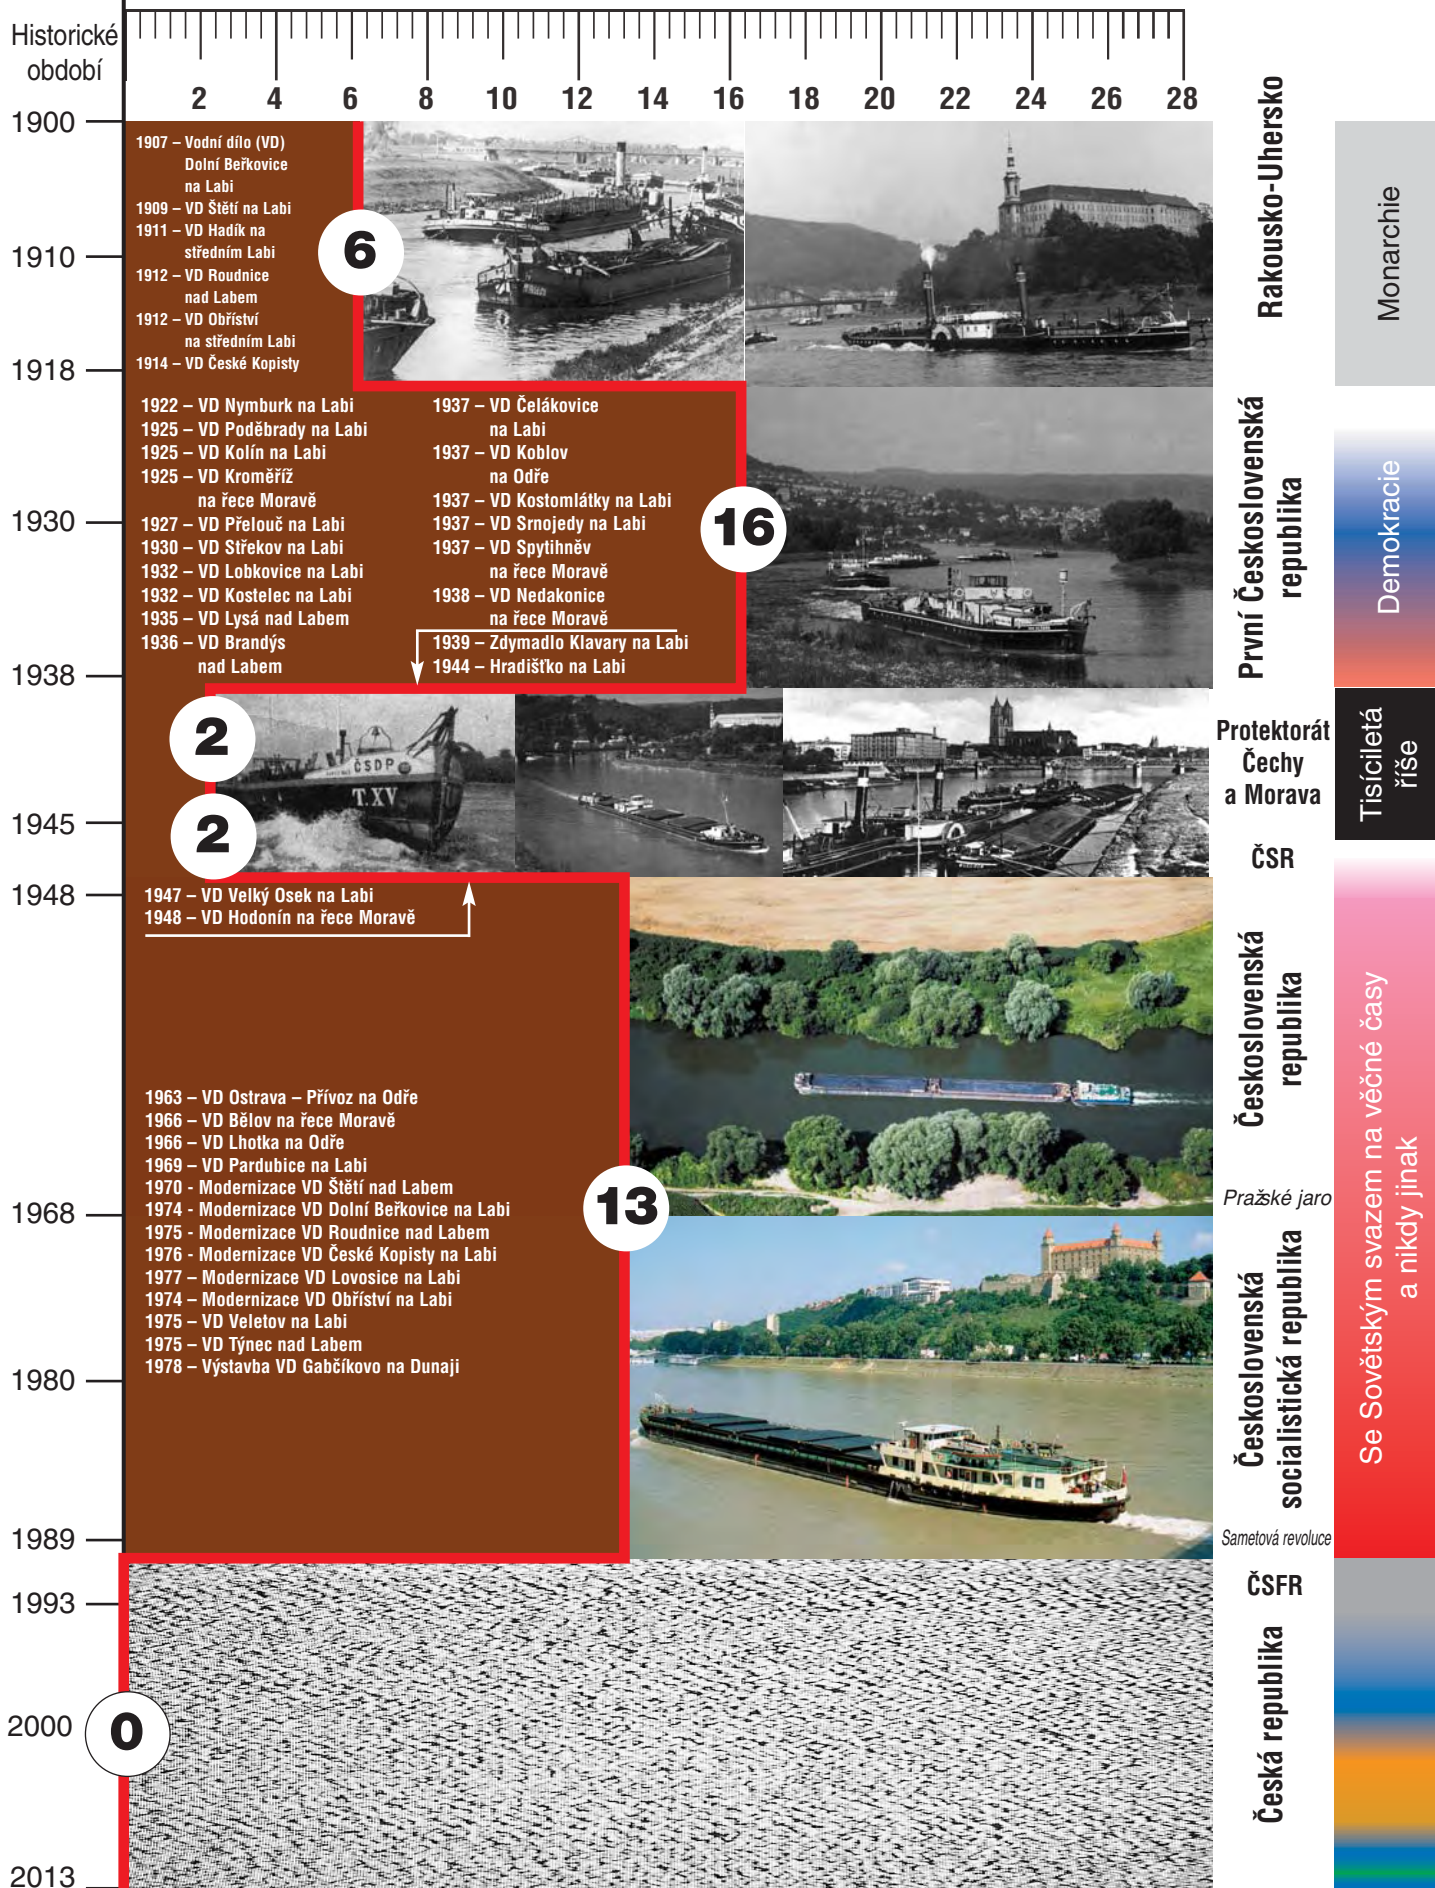 Historické
období
2 4 6 8 10 12 14 16 18 20 22 24 26 28
1900
1910
1918
1930
1938
1945
1948
1968
1980
1989
1993
2000
2013
1907 – Vodní dílo (VD)
Dolní Beřkovice
na Labi
1909 – VD Štětí na Labi
1911 – VD Hadík na
středním Labi
1912 – VD Roudnice
nad Labem
1912 – VD Obříství
na středním Labi
1914 – VD České Kopisty
6
1922 – VD Nymburk na Labi
1925 – VD Poděbrady na Labi
1925 – VD Kolín na Labi
1925 – VD Kroměříž
na řece Moravě
1927 – VD Přelouč na Labi
1930 – VD Střekov na Labi
1932 – VD Lobkovice na Labi
1932 – VD Kostelec na Labi
1935 – VD Lysá nad Labem
1936 – VD Brandýs
nad Labem
1937 – VD Čelákovice
na Labi
1937 – VD Koblov
na Odře
1937 – VD Kostomlátky na Labi
1937 – VD Srnojedy na Labi
1937 – VD Spytihněv
na řece Moravě
1938 – VD Nedakonice
na řece Moravě
1939 – Zdymadlo Klavary na Labi
1944 – Hradišťko na Labi
16
2
2
ČSDP
T.XV
1947 – VD Velký Osek na Labi
1948 – VD Hodonín na řece Moravě
1963 – VD Ostrava – Přívoz na Odře
1966 – VD Bělov na řece Moravě
1966 – VD Lhotka na Odře
1969 – VD Pardubice na Labi
1970 - Modernizace VD Štětí nad Labem
1974 - Modernizace VD Dolní Beřkovice na Labi
1975 - Modernizace VD Roudnice nad Labem
1976 - Modernizace VD České Kopisty na Labi
1977 – Modernizace VD Lovosice na Labi
1974 – Modernizace VD Obříství na Labi
1975 – VD Veletov na Labi
1975 – VD Týnec nad Labem
1978 – Výstavba VD Gabčíkovo na Dunaji
13
0
Rakousko-Uhersko
První Československá
republika
Protektorát
Čechy
a Morava
ČSR
Československá
republika
Pražské jaro
Československá
socialistická republika
Sametová revoluce
ČSFR
Česká republika
Monarchie
Demokracie
Tisíciletá
říše
Se Sovětským svazem na věčné časy
a nikdy jinak